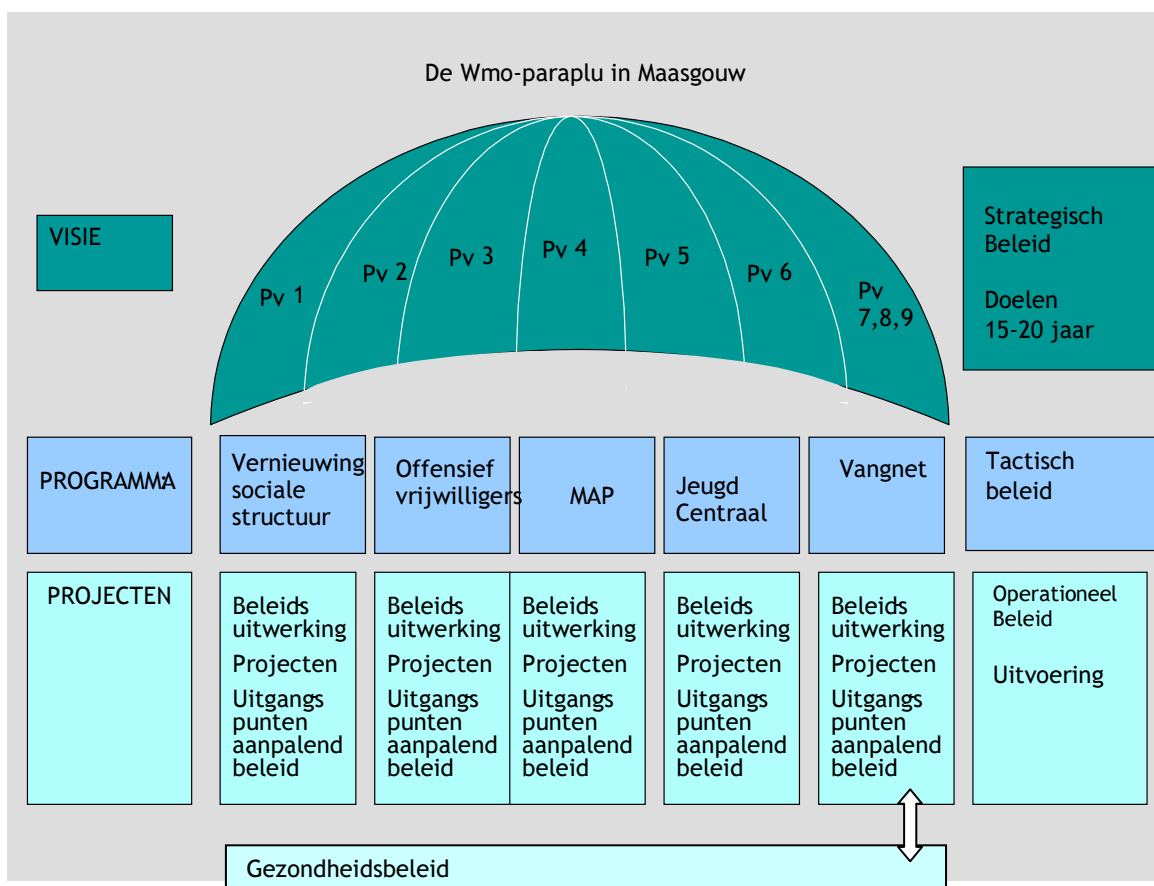 De Wmo-paraplu in Maasgouw
VISIE
Pv 1
Pv 2
Pv 3
Pv 4
Pv 5
Pv 6
Pv
7,8,9
Strategisch
Beleid
Doelen
15-20 jaar
PROGRAMMA
Vernieuwing
sociale
structuur
Offensief
vrijwilligers
MAP
Jeugd
Centraal
Vangnet
Tactisch
beleid
PROJECTEN
Beleids
uitwerking
Projecten
Uitgangs
punten
aanpalend
beleid
Beleids
uitwerking
Projecten
Uitgangs
punten
aanpalend
beleid
Beleids
uitwerking
Projecten
Uitgangs
punten
aanpalend
beleid
Beleids
uitwerking
Projecten
Uitgangs
punten
aanpalend
beleid
Beleids
uitwerking
Projecten
Uitgangs
punten
aanpalend
beleid
Operationeel
Beleid
Uitvoering
Gezondheidsbeleid